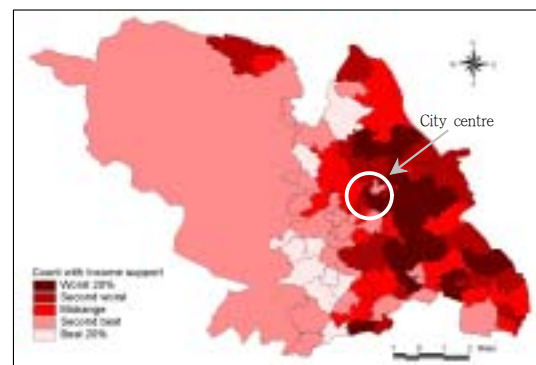 City centre
Count with Income support
Worst 20%
Second worst
Midrange
Second best
Best 20%